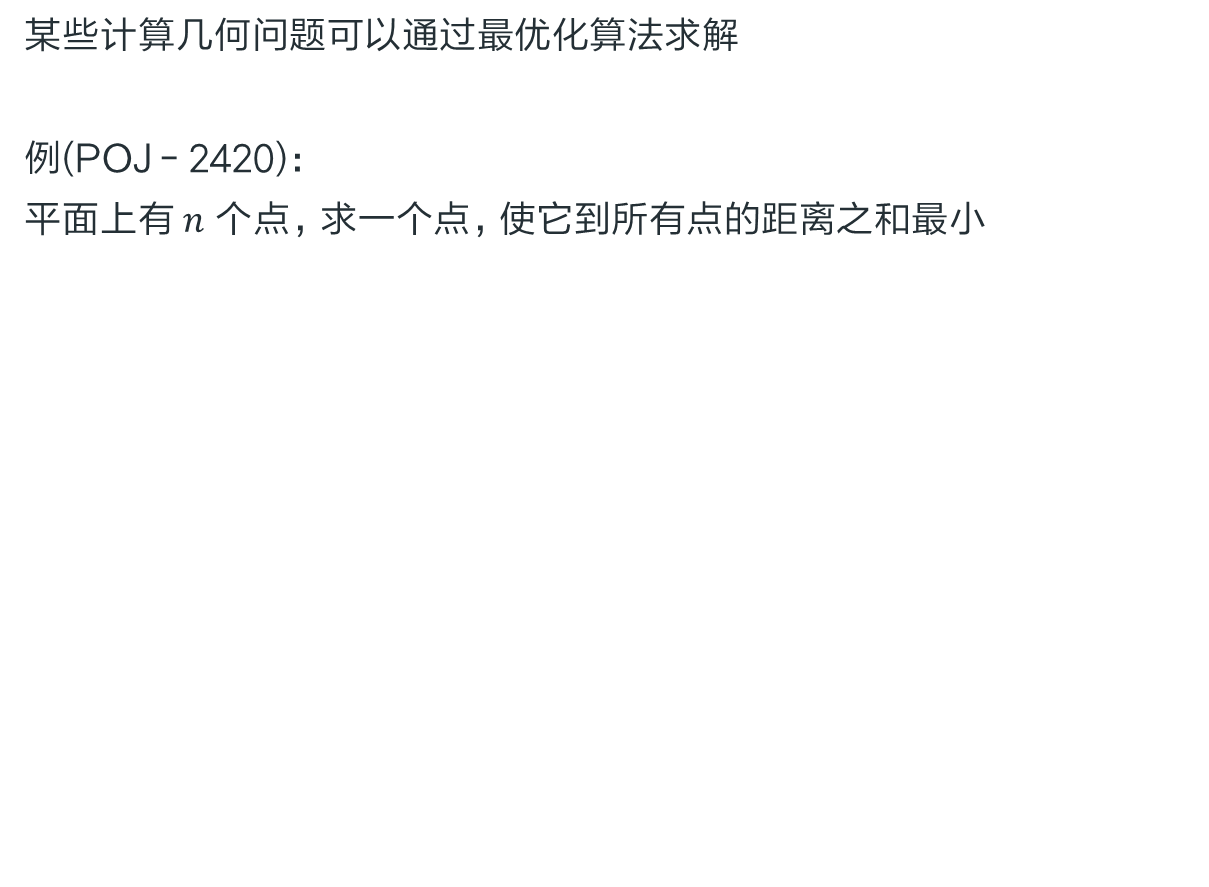 某些计算几何问题可以通过最优化算法求解
例(POJ - 2420):
平面上有 n 个点, 求一个点, 使它到所有点的距离之和最小